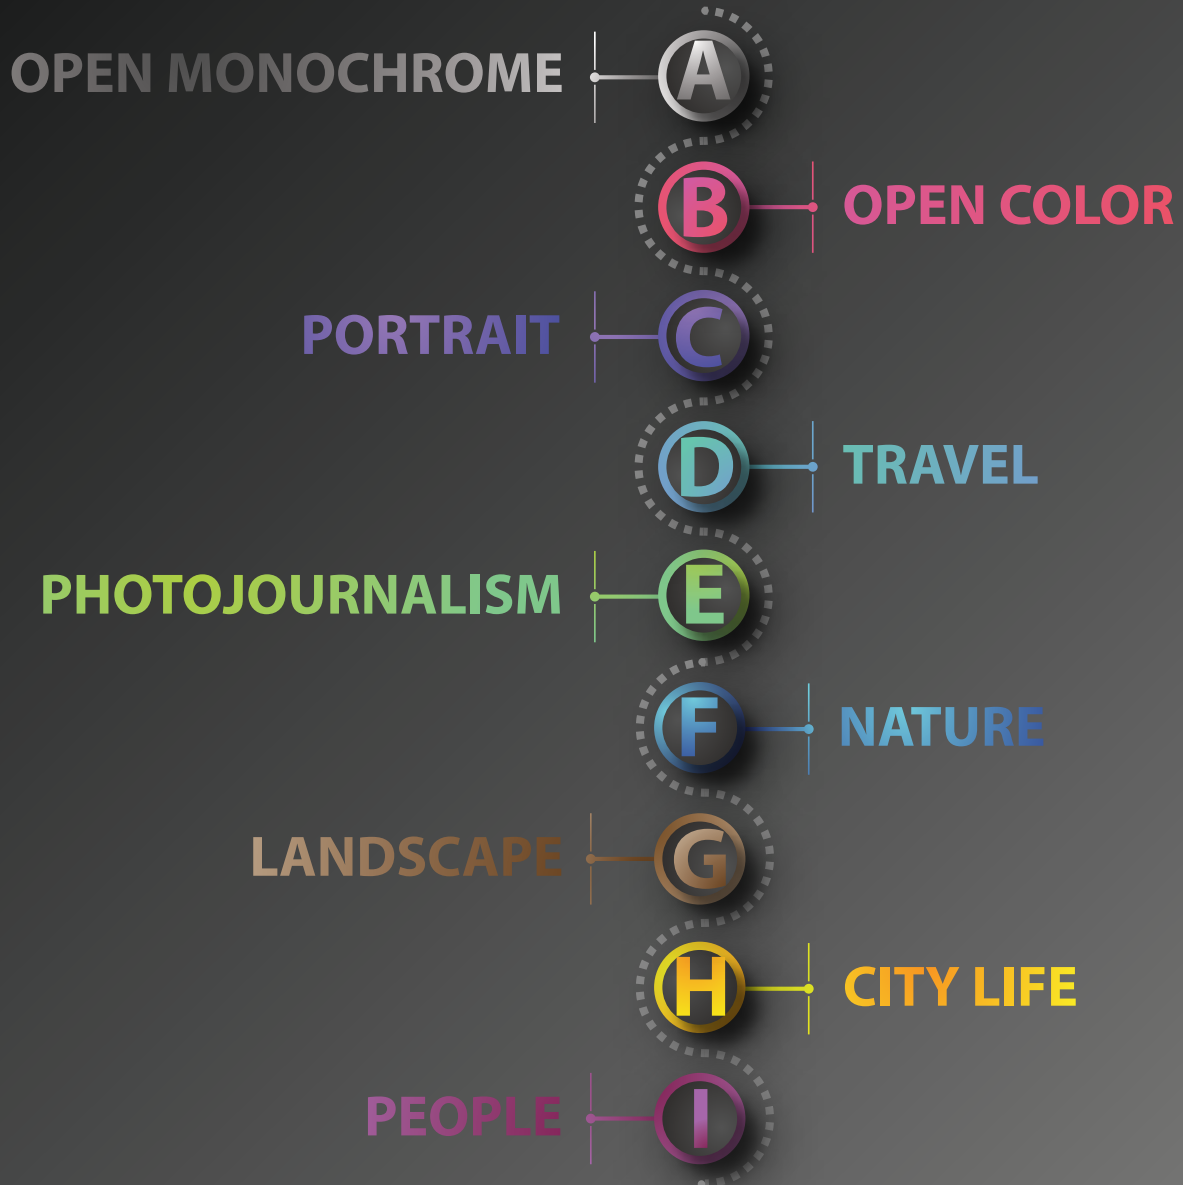 OPEN MONOCHROME A
B OPEN COLOR
PORTRAIT C
D TRAVEL
PHOTOJOURNALISM E
F NATURE
LANDSCAPE G
H CITY LIFE
PEOPLE I